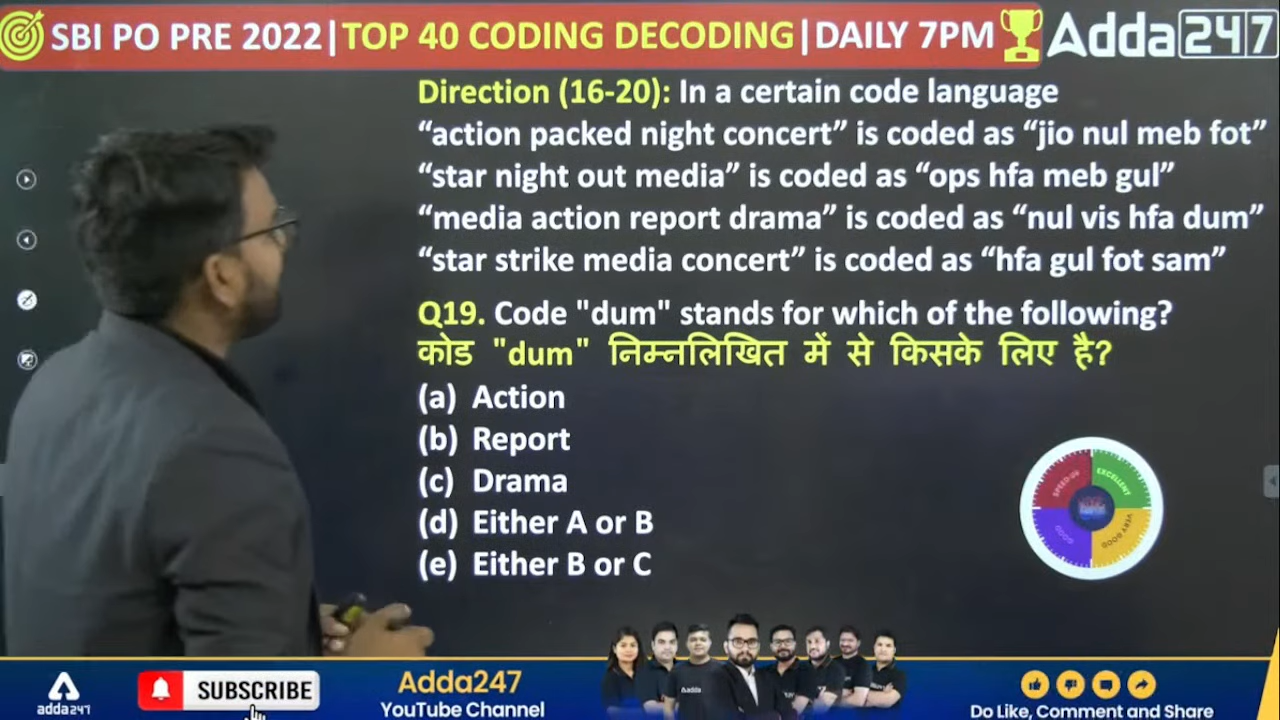 SBI PO PRE 2022|TOP 40 CODING DECODING|DAILY 7PM Adda247
Direction (16-20): In a certain code language
“action packed night concert” is coded as “jio nul meb fot”
“star night out media” is coded as “ops hfa meb gul”
“media action report drama” is coded as “nul vis hfa dum”
“star strike media concert” is coded as “hfa gul fot sam”
Q19. Code "dum" stands for which of the following?
कोड "dum" निम्नलिखित में से किसके लिए है?
(a) Action
(b) Report
(c) Drama
(d) Either A or B
(e) Either B or C
SPEED UP EXCELLENT
GOOD VERY GOOD
adda247
SUBSCRIBE
Adda247
YouTube Channel
Do Like, Comment and Share